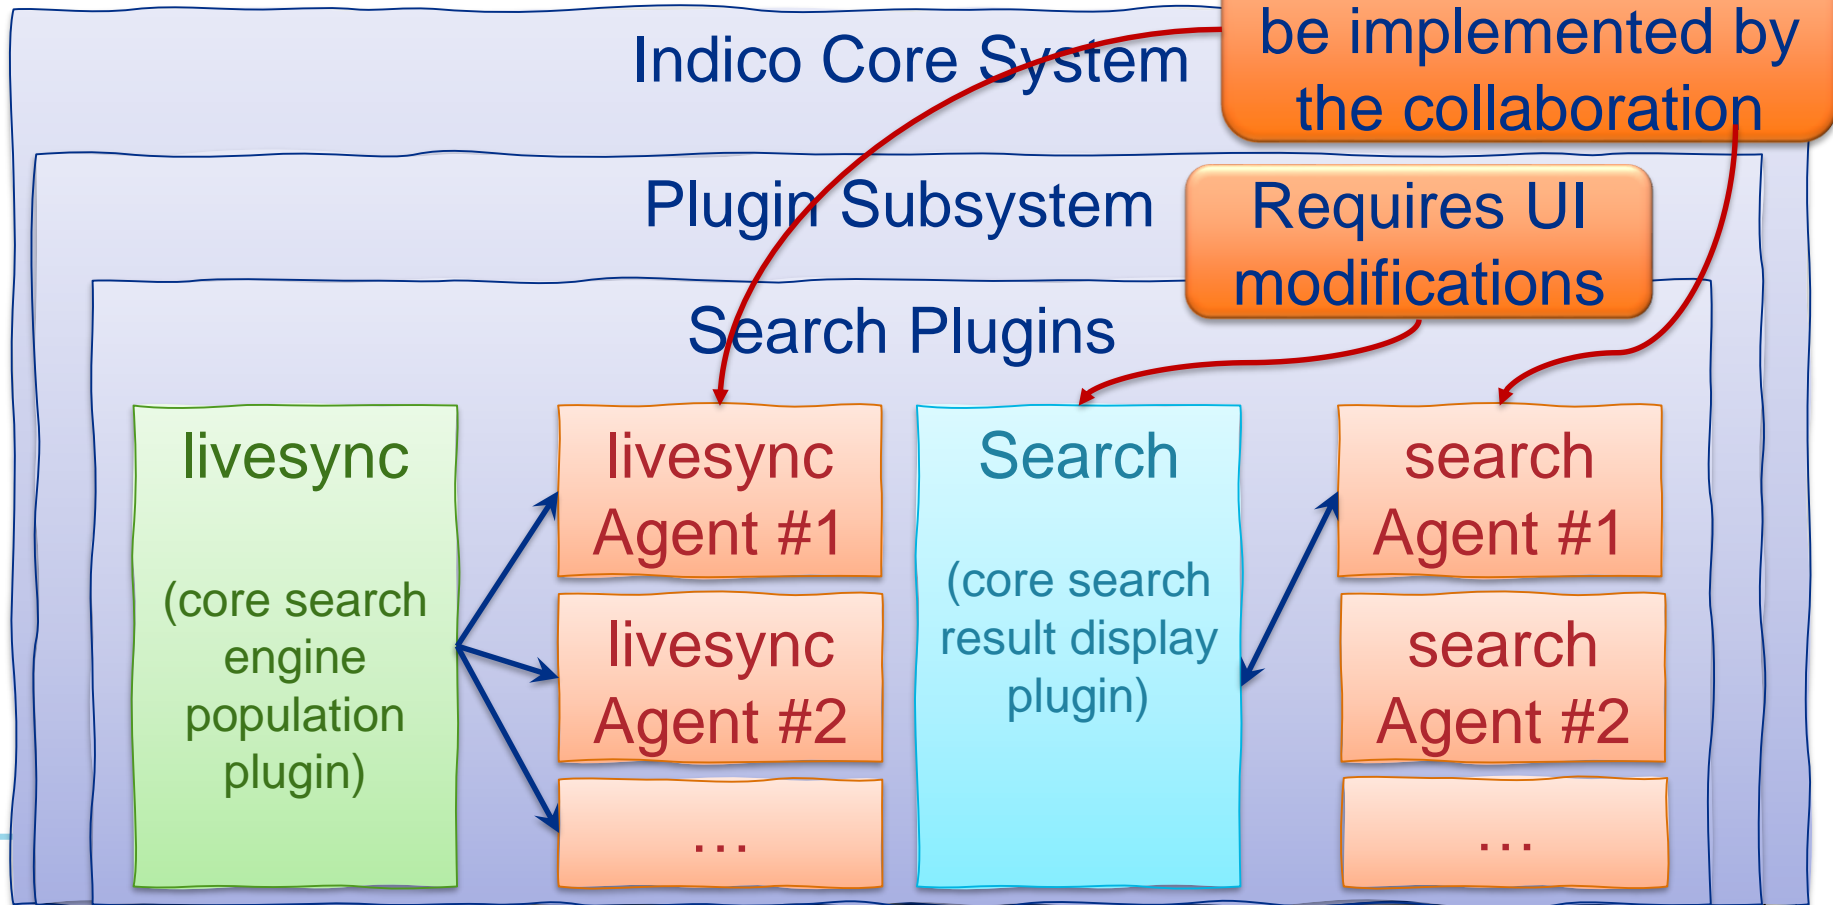 be implemented by
the collaboration
Indico Core System
Plugin Subsystem
Requires UI
modifications
Search Plugins
livesync
(core search
engine
population
plugin)
livesync
Agent #1
livesync
Agent #2
…
Search
(core search
result display
plugin)
search
Agent #1
search
Agent #2
…